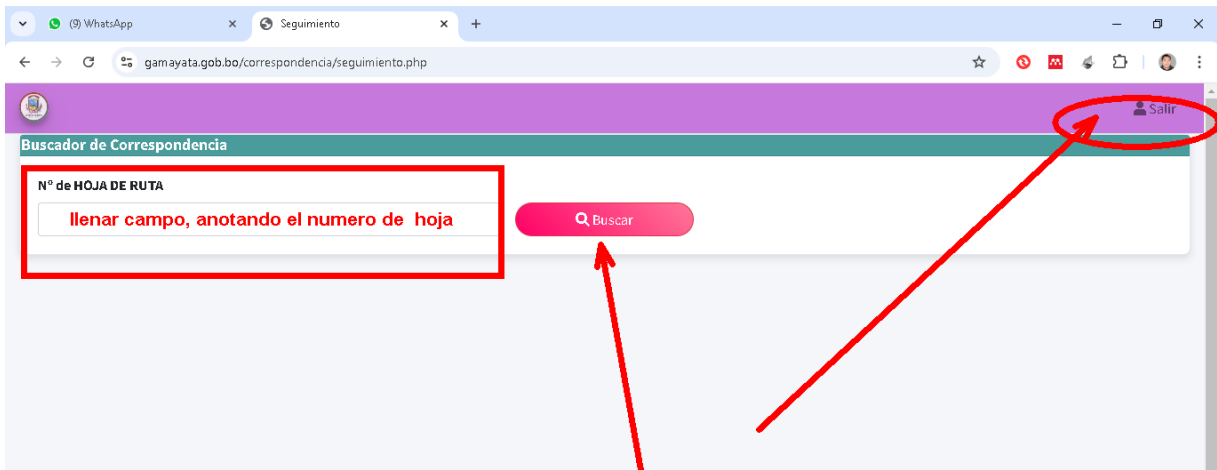 (9) WhatsApp
Seguimiento
gamayata.gob.bo/correspondencia/seguimiento.php
Salir
Buscador de Correspondencia
Nº de HOJA DE RUTA
llenar campo, anotando el numero de hoja
Buscar